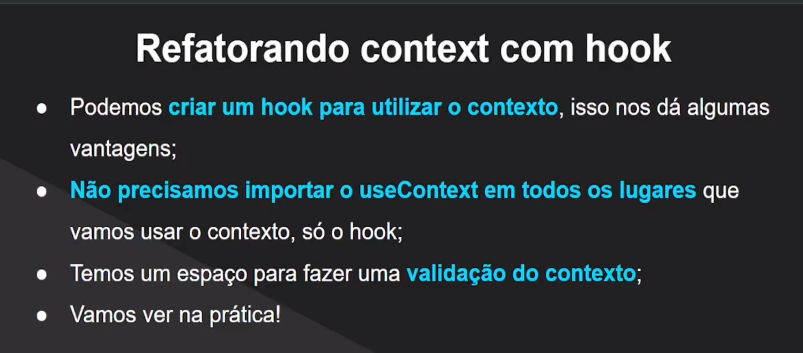 Refatorando context com hook
● Podemos criar um hook para utilizar o contexto, isso nos dá algumas
vantagens;
● Não precisamos importar o useContext em todos os lugares que
vamos usar o contexto, só o hook;
● Temos um espaço para fazer uma validação do contexto;
● Vamos ver na prática!